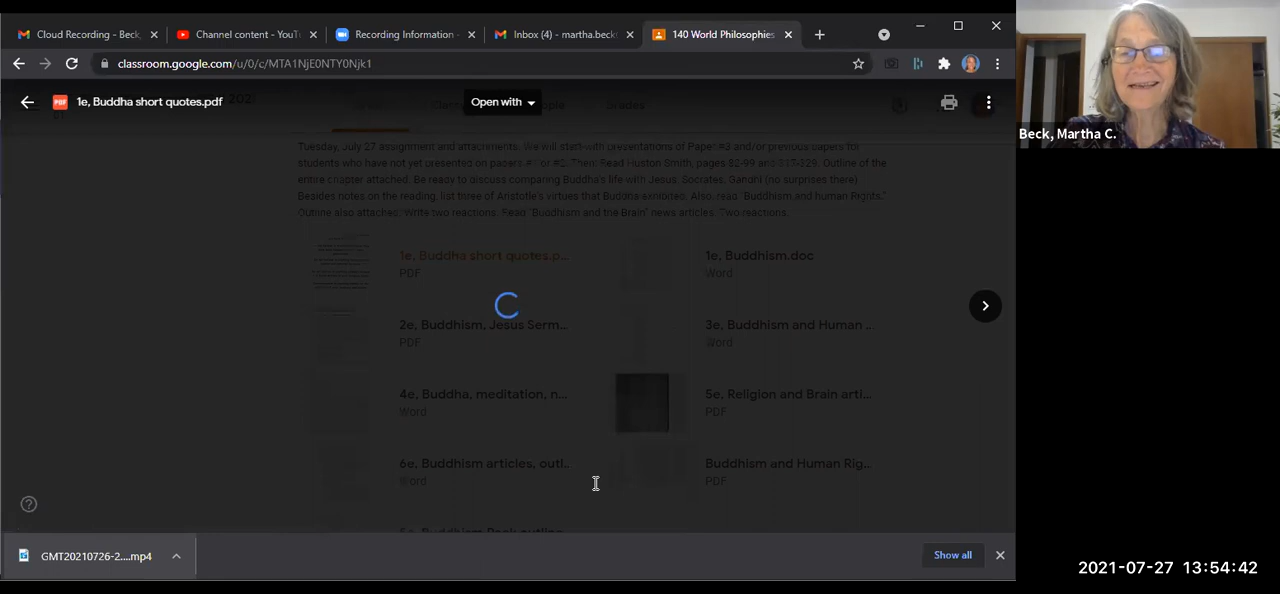 Cloud Recording - Beck,
Channel content - YouT
Recording Information -
Inbox (4) - martha.beck
140 World Philosophies
classroom.google.com/u/0/c/MTA1NjE0NTY0Njk1
1e, Buddha short quotes.pdf
Open with
Grades
Tuesday, July 27 assignment and attachments. We will start with presentations of Paper #3 and/or previous papers for
students who have not yet presented on papers #1 or #2. Then: Read Huston Smith, pages 82-99 and Outline of the
entire chapter attached. Be ready to discuss comparing Buddha's life with Jesus, Socrates, Gandhi (no surprises there)
Besides notes on the reading, list three of Aristotle's virtues that Buddha exhibited. Also, read "Buddhism and human Rights,"
Outline also attached. Write two reactions. Read "Buddhism and the Brain" news articles. Two reactions.
1e, Buddha short quotes.p...
PDF
1e, Buddhism.doc
Word
2e, Buddhism, Jesus Serm...
PDF
3e, Buddhism and Human ...
Word
4e, Buddha, meditation, n...
Word
5e, Religion and Brain arti...
PDF
6e, Buddhism articles, outl...
Word
Buddhism and Human Rig...
PDF
GMT20210726-2....mp4
Show all
Beck, Martha C.
2021-07-27 13:54:42